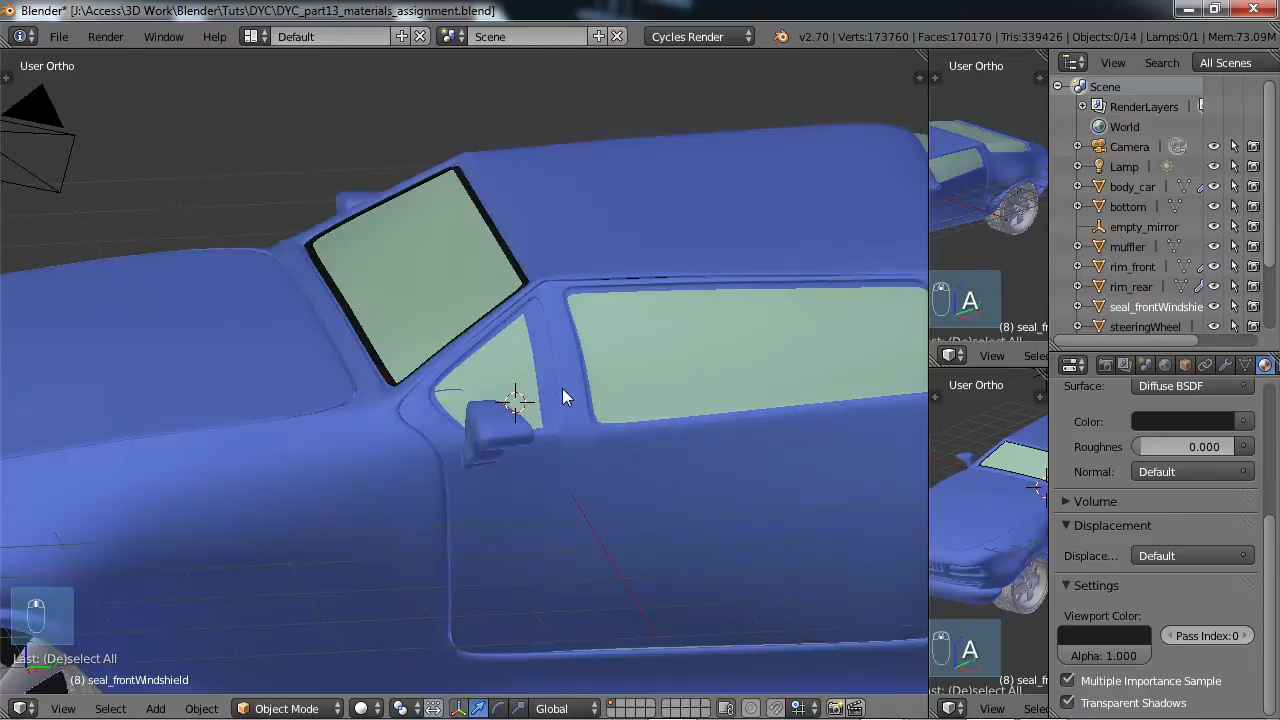 Blender* [J:\Access\3D Work\Blender\Tuts\DYC\DYC_part13_materials_assignment.blend]
File Render Window Help Default Scene Cycles Render v2.70 | Verts:173760 | Faces:170170 | Tris:339426 | Objects:0/14 | Lamps:0/1 | Mem:73.09M
User Ortho
User Ortho
View Search All Scenes
Scene
RenderLayers |
World
Camera |
Lamp |
body_car |
bottom |
empty_mirror
muffler |
rim_front |
rim_rear |
seal_frontWindshie
steeringWheel
A
(8) seal_f
View
User Ortho
Surface: Diffuse BSDF
Color:
Roughnes 0.000
Normal: Default
Volume
Displacement
Displace... Default
Settings
Viewport Color:
Pass Index: 0
Alpha: 1.000
Multiple Importance Sample
Transparent Shadows
A
(8) se
View
Last: (De)select All
(8) seal_frontWindshield
View Select Add Object Object Mode Global